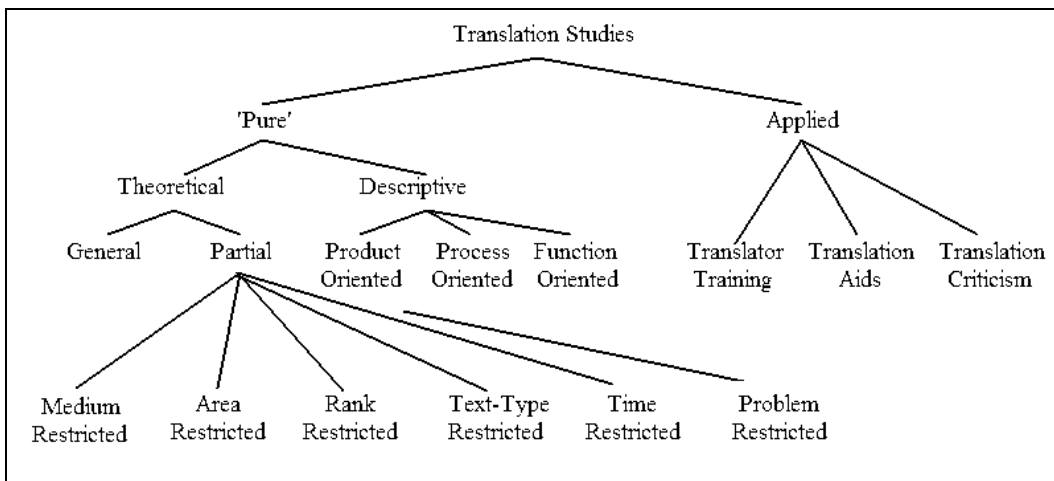 Translation Studies
'Pure'
Applied
Theoretical
Descriptive
General
Partial
Product
Oriented
Process
Oriented
Function
Oriented
Translator
Training
Translation
Aids
Translation
Criticism
Medium
Restricted
Area
Restricted
Rank
Restricted
Text-Type
Restricted
Time
Restricted
Problem
Restricted